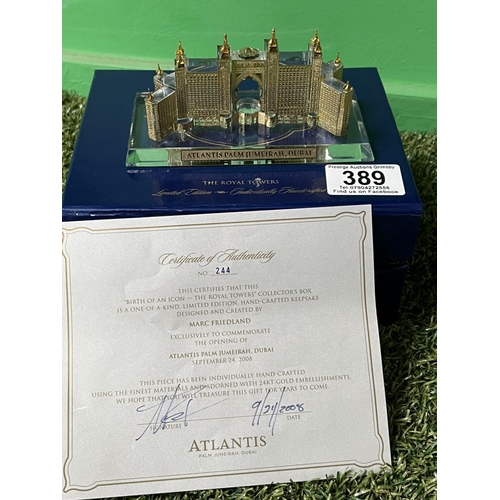 ATLANTIS PALM JUMEIRAH, DUBAI
THE ROYAL TOWERS
Limited Edition - Individually Handcrafted
Prestige Auctions Grimsby
389
Tel 07904272556
Find us on Facebook
Certificate of Authenticity
NO. 244
THIS CERTIFIES THAT THIS
"BIRTH OF AN ICON — THE ROYAL TOWERS" COLLECTOR'S BOX
IS A ONE-OF-A-KIND, LIMITED EDITION, HAND-CRAFTED KEEPSAKE
DESIGNED AND CREATED BY
MARC FRIEDLAND
EXCLUSIVELY TO COMMEMORATE
THE OPENING OF
ATLANTIS PALM JUMEIRAH, DUBAI
SEPTEMBER 24, 2008
THIS PIECE HAS BEEN INDIVIDUALLY HAND-CRAFTED
USING THE FINEST MATERIALS AND ADORNED WITH 24KT GOLD EMBELLISHMENTS.
WE HOPE THAT YOU WILL TREASURE THIS GIFT FOR YEARS TO COME.
9/24/2008
SIGNATURE DATE
ATLANTIS
PALM JUMEIRAH, DUBAI